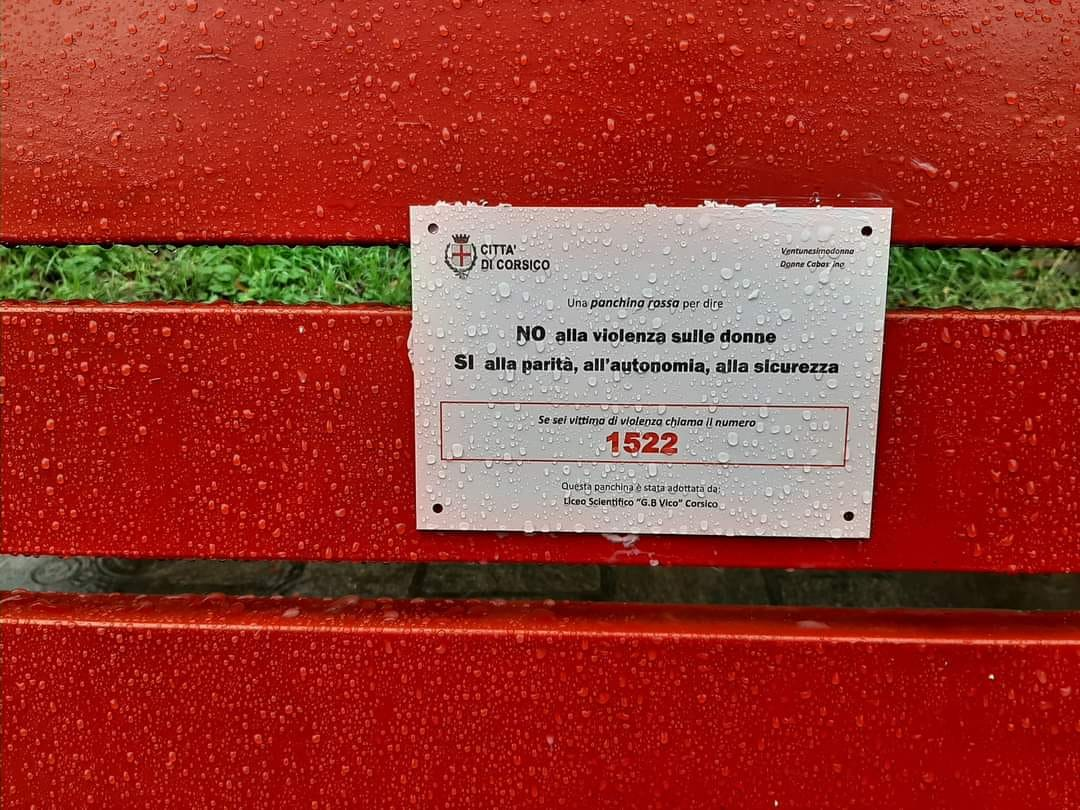 CITTA'
DI CORSICO
Ventunesimodonna
Donne
Una panchina rossa per dire
NO alla violenza sulle donne
SI alla parità, all'autonomia, alla sicurezza
Se sei vittima di violenza chiama il numero
1522
Questa panchina è stata adottata da:
Liceo Scientifico "G.B Vico" Corsico